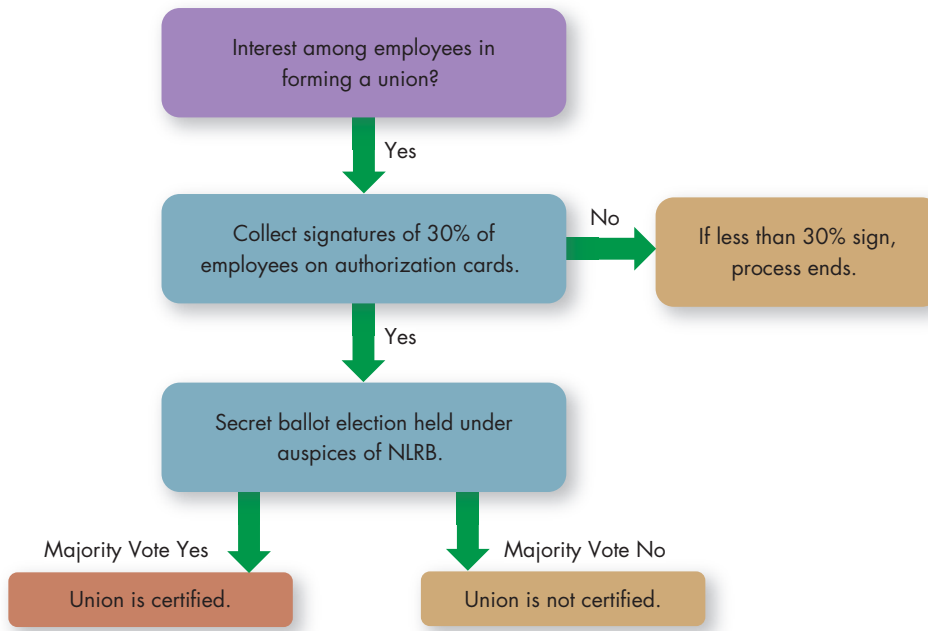 Interest among employees in
forming a union?
Yes
Collect signatures of 30% of
employees on authorization cards.
No
If less than 30% sign,
process ends.
Yes
Secret ballot election held under
auspices of NLRB.
Majority Vote Yes
Majority Vote No
Union is certified.
Union is not certified.